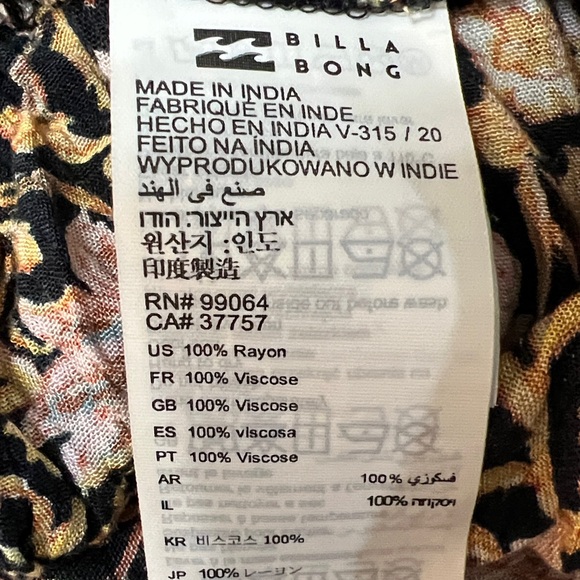 BILLA
BONG
MADE IN INDIA
FABRIQUÉ EN INDE
HECHO EN INDIA V-315 / 20
FEITO NA ÍNDIA
WYPRODUKOWANO W INDIE
صنع في الهند
ארץ הייצור: הודו
원산지 :인도
印度製造
RN# 99064
CA# 37757
US 100% Rayon
FR 100% Viscose
GB 100% Viscose
ES 100% viscosa
PT 100% Viscose
AR 100% فسكوزي
IL 100% ויסקוזה
KR 비스코스 100%
JP 100% レーヨン